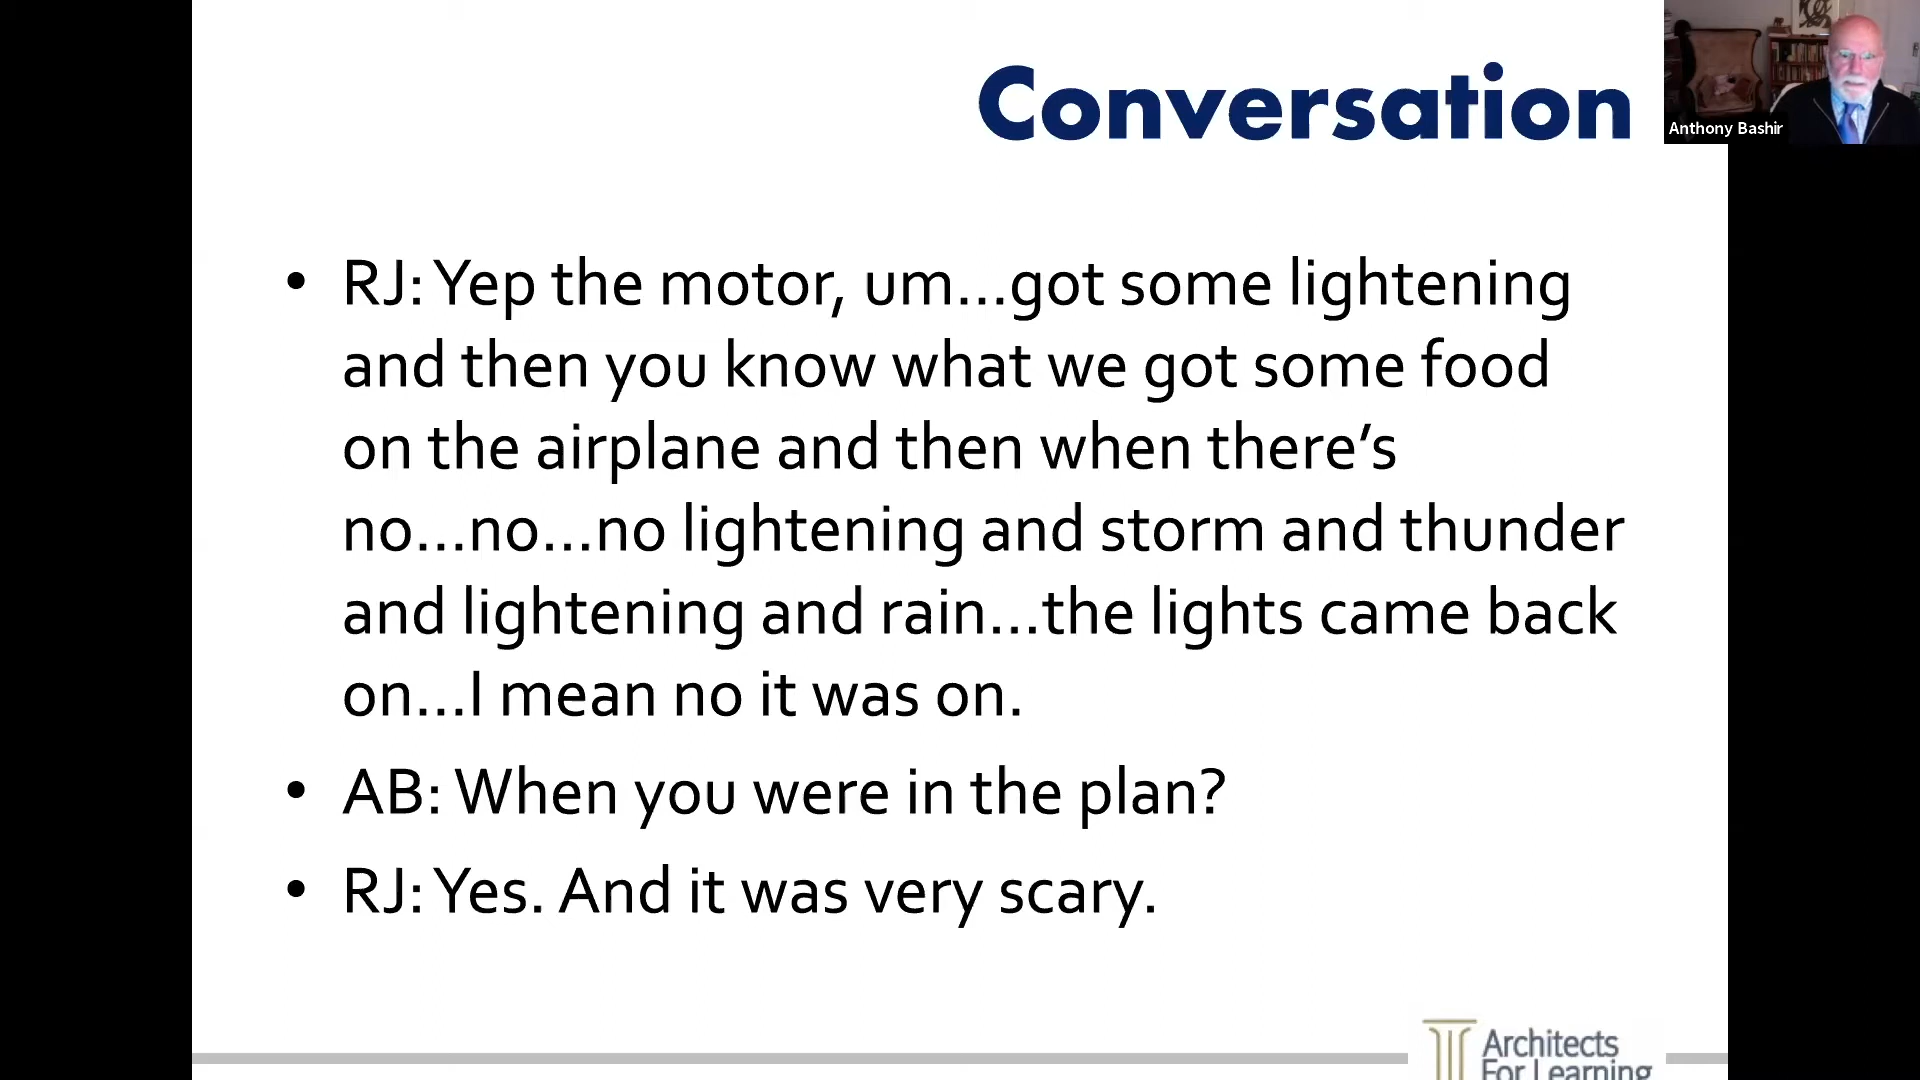 Conversation
Anthony Bashir
• RJ: Yep the motor, um...got some lightening
and then you know what we got some food
on the airplane and then when there’s
no...no...no lightening and storm and thunder
and lightening and rain...the lights came back
on...I mean no it was on.
• AB: When you were in the plan?
• RJ: Yes. And it was very scary.
Architects
For Learning